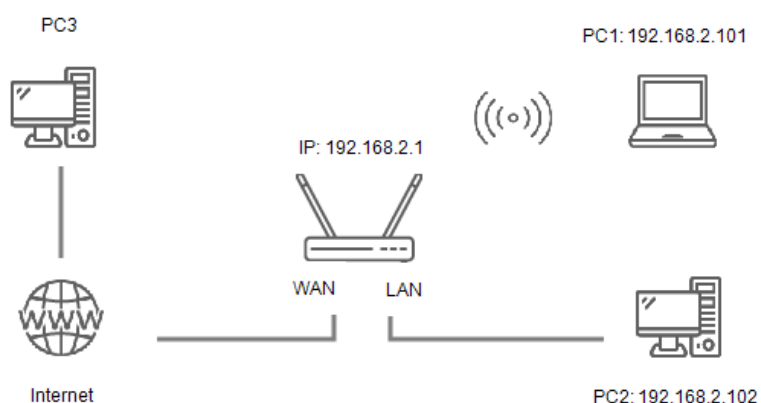 PC3
PC1: 192.168.2.101
IP: 192.168.2.1
WAN
LAN
WWW
Internet
PC2: 192.168.2.102